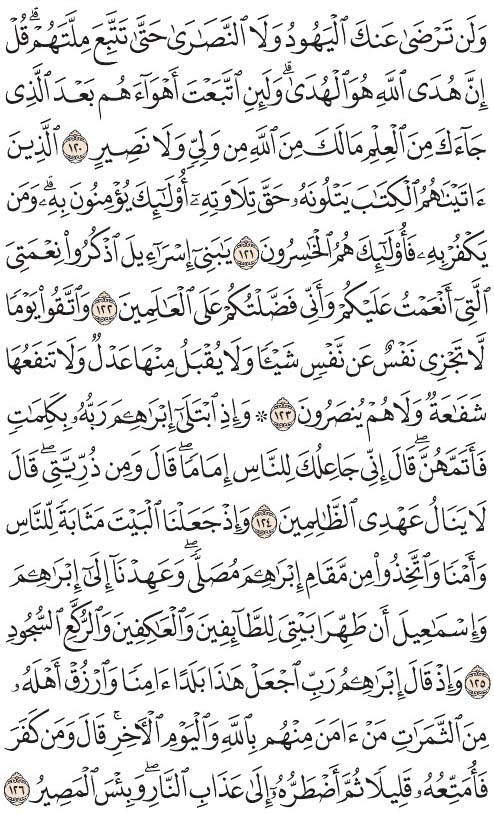 وَلَن تَرْضَىٰ عَنكَ ٱلْيَهُودُ وَلَا ٱلنَّصَٰرَىٰ حَتَّىٰ تَتَّبِعَ مِلَّتَهُمْ ۗ قُلْ
إِنَّ هُدَى ٱللَّهِ هُوَ ٱلْهُدَىٰ ۗ وَلَئِنِ ٱتَّبَعْتَ أَهْوَآءَهُم بَعْدَ ٱلَّذِى
جَآءَكَ مِنَ ٱلْعِلْمِ مَا لَكَ مِنَ ٱللَّهِ مِن وَلِىٍّ وَلَا نَصِيرٍ ١٢٠ ٱلَّذِينَ
ءَاتَيْنَٰهُمُ ٱلْكِتَٰبَ يَتْلُونَهُۥ حَقَّ تِلَاوَتِهِۦٓ أُو۟لَٰٓئِكَ يُؤْمِنُونَ بِهِۦ ۗ وَمَن
يَكْفُرْ بِهِۦ فَأُو۟لَٰٓئِكَ هُمُ ٱلْخَٰسِرُونَ ١٢١ يَٰبَنِىٓ إِسْرَٰٓءِيلَ ٱذْكُرُوا۟ نِعْمَتِىَ
ٱلَّتِىٓ أَنْعَمْتُ عَلَيْكُمْ وَأَنِّى فَضَّلْتُكُمْ عَلَى ٱلْعَٰلَمِينَ ١٢٢ وَٱتَّقُوا۟ يَوْمًا
لَّا تَجْزِى نَفْسٌ عَن نَّفْسٍ شَيْـًٔا وَلَا يُقْبَلُ مِنْهَا عَدْلٌ وَلَا تَنفَعُهَا
شَفَٰعَةٌ وَلَا هُمْ يُنصَرُونَ ١٢٣ ۞ وَإِذِ ٱبْتَلَىٰٓ إِبْرَٰهِـۧمَ رَبُّهُۥ بِكَلِمَٰتٍ
فَأَتَمَّهُنَّ ۖ قَالَ إِنِّى جَاعِلُكَ لِلنَّاسِ إِمَامًا ۖ قَالَ وَمِن ذُرِّيَّتِى ۖ قَالَ
لَا يَنَالُ عَهْدِى ٱلظَّٰلِمِينَ ١٢٤ وَإِذْ جَعَلْنَا ٱلْبَيْتَ مَثَابَةً لِّلنَّاسِ
وَأَمْنًا وَٱتَّخِذُوا۟ مِن مَّقَامِ إِبْرَٰهِـۧمَ مُصَلًّى ۖ وَعَهِدْنَآ إِلَىٰٓ إِبْرَٰهِـۧمَ
وَإِسْمَٰعِيلَ أَن طَهِّرَا بَيْتِىَ لِلطَّآئِفِينَ وَٱلْعَٰكِفِينَ وَٱلرُّكَّعِ ٱلسُّجُودِ
١٢٥ وَإِذْ قَالَ إِبْرَٰهِـۧمُ رَبِّ ٱجْعَلْ هَٰذَا بَلَدًا ءَامِنًا وَٱرْزُقْ أَهْلَهُۥ
مِنَ ٱلثَّمَرَٰتِ مَنْ ءَامَنَ مِنْهُم بِٱللَّهِ وَٱلْيَوْمِ ٱلْءَاخِرِ ۖ قَالَ وَمَن كَفَرَ
فَأُمَتِّعُهُۥ قَلِيلًا ثُمَّ أَضْطَرُّهُۥٓ إِلَىٰ عَذَابِ ٱلنَّارِ ۖ وَبِئْسَ ٱلْمَصِيرُ ١٢٦